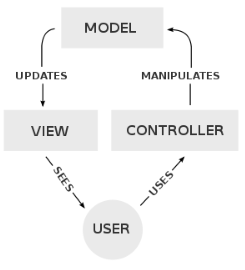 MODEL
UPDATES
MANIPULATES
VIEW
CONTROLLER
SEES
USES
USER